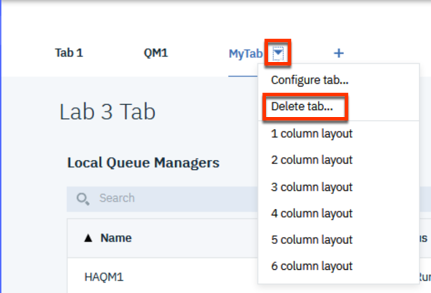 Tab 1 QM1 MyTab +
Configure tab...
Lab 3 Tab
Delete tab...
1 column layout
Local Queue Managers
2 column layout
Search
3 column layout
4 column layout
▲ Name
5 column layout
HAQM1
6 column layout